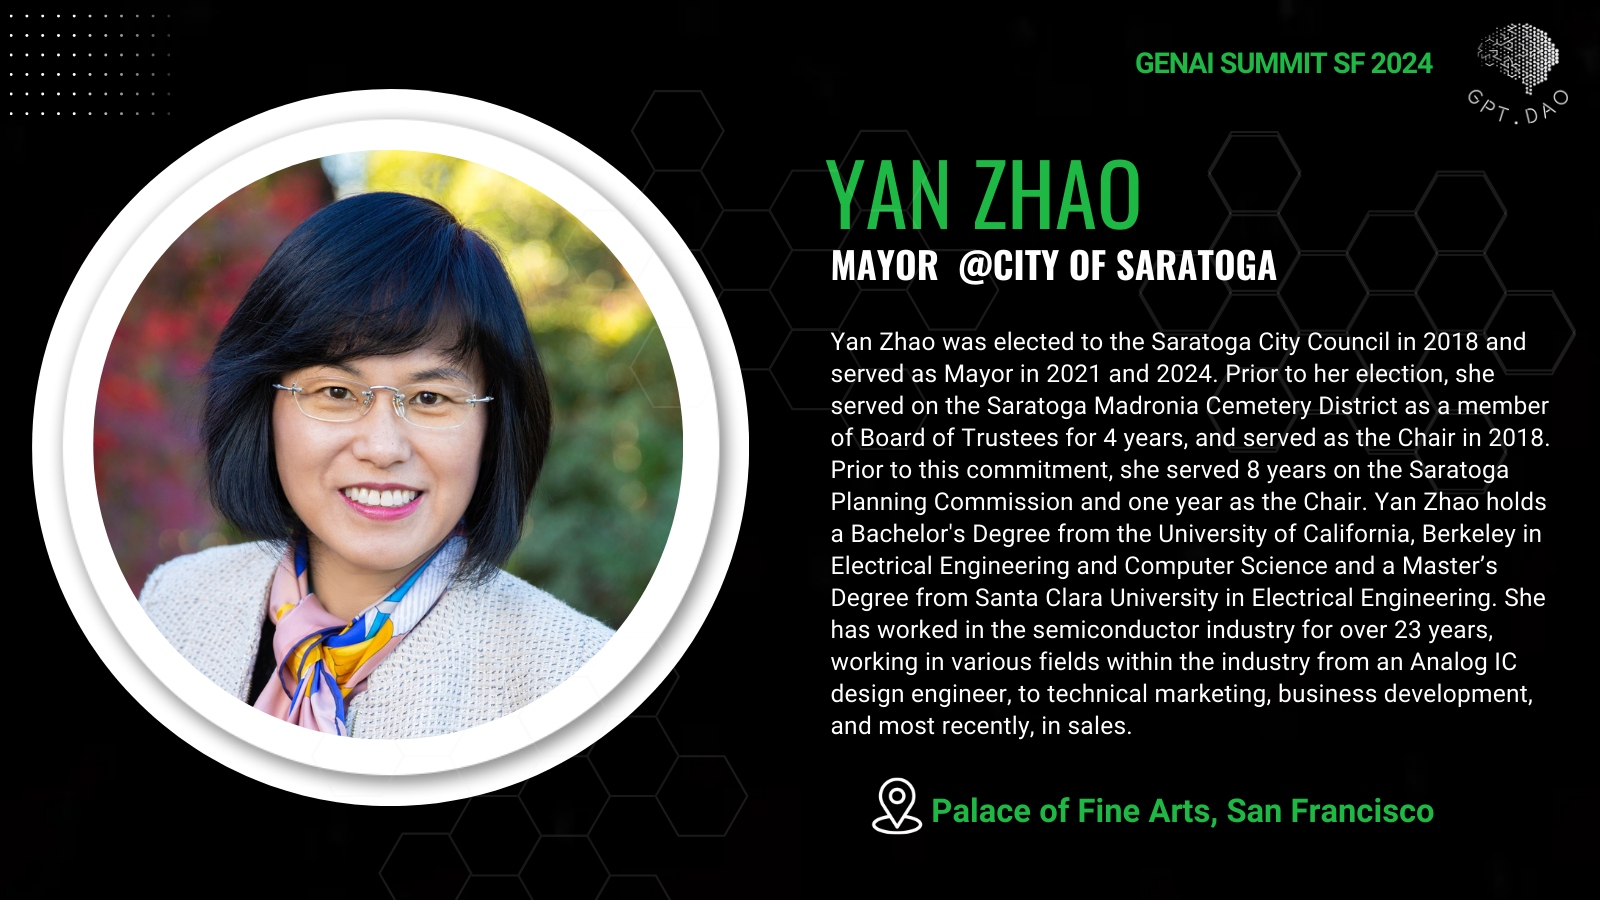 GENAI SUMMIT SF 2024
GPT.DAO
YAN ZHAO
MAYOR @CITY OF SARATOGA
Yan Zhao was elected to the Saratoga City Council in 2018 and
served as Mayor in 2021 and 2024. Prior to her election, she
served on the Saratoga Madronia Cemetery District as a member
of Board of Trustees for 4 years, and served as the Chair in 2018.
Prior to this commitment, she served 8 years on the Saratoga
Planning Commission and one year as the Chair. Yan Zhao holds
a Bachelor's Degree from the University of California, Berkeley in
Electrical Engineering and Computer Science and a Master’s
Degree from Santa Clara University in Electrical Engineering. She
has worked in the semiconductor industry for over 23 years,
working in various fields within the industry from an Analog IC
design engineer, to technical marketing, business development,
and most recently, in sales.
Palace of Fine Arts, San Francisco